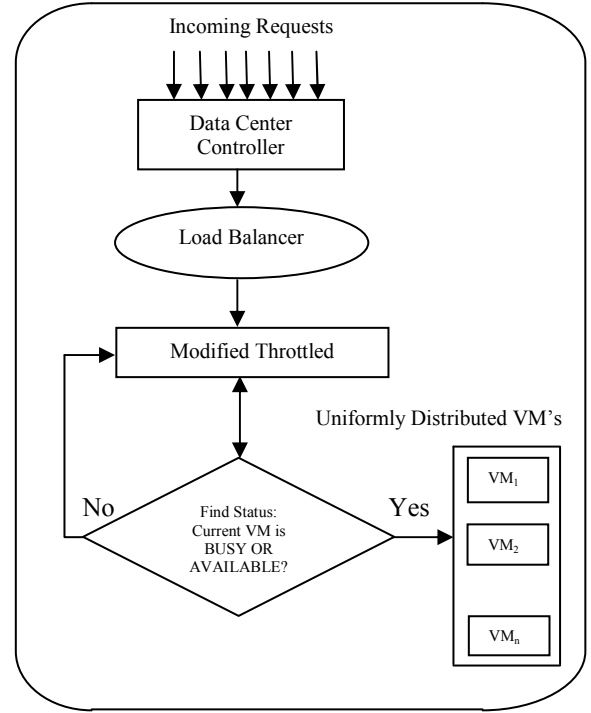 Incoming Requests
Data Center
Controller
Load Balancer
Modified Throttled
Uniformly Distributed VM’s
No
Find Status:
Current VM is
BUSY OR
AVAILABLE?
Yes
VM₁
VM₂
VMₙ